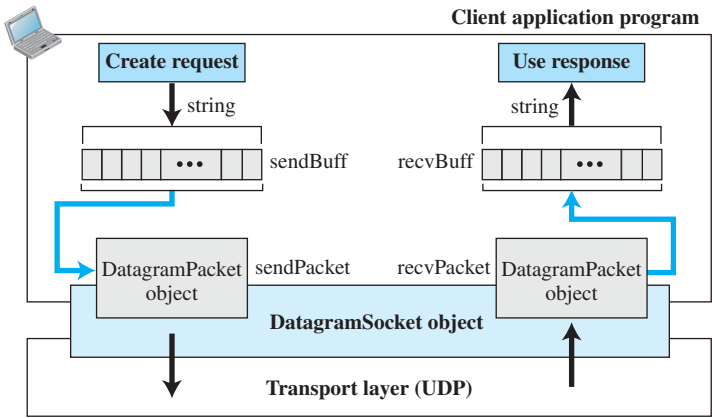 Client application program
Create request
Use response
string
string
sendBuff
recvBuff
•••
•••
DatagramPacket
object
sendPacket
recvPacket
DatagramPacket
object
DatagramSocket object
Transport layer (UDP)